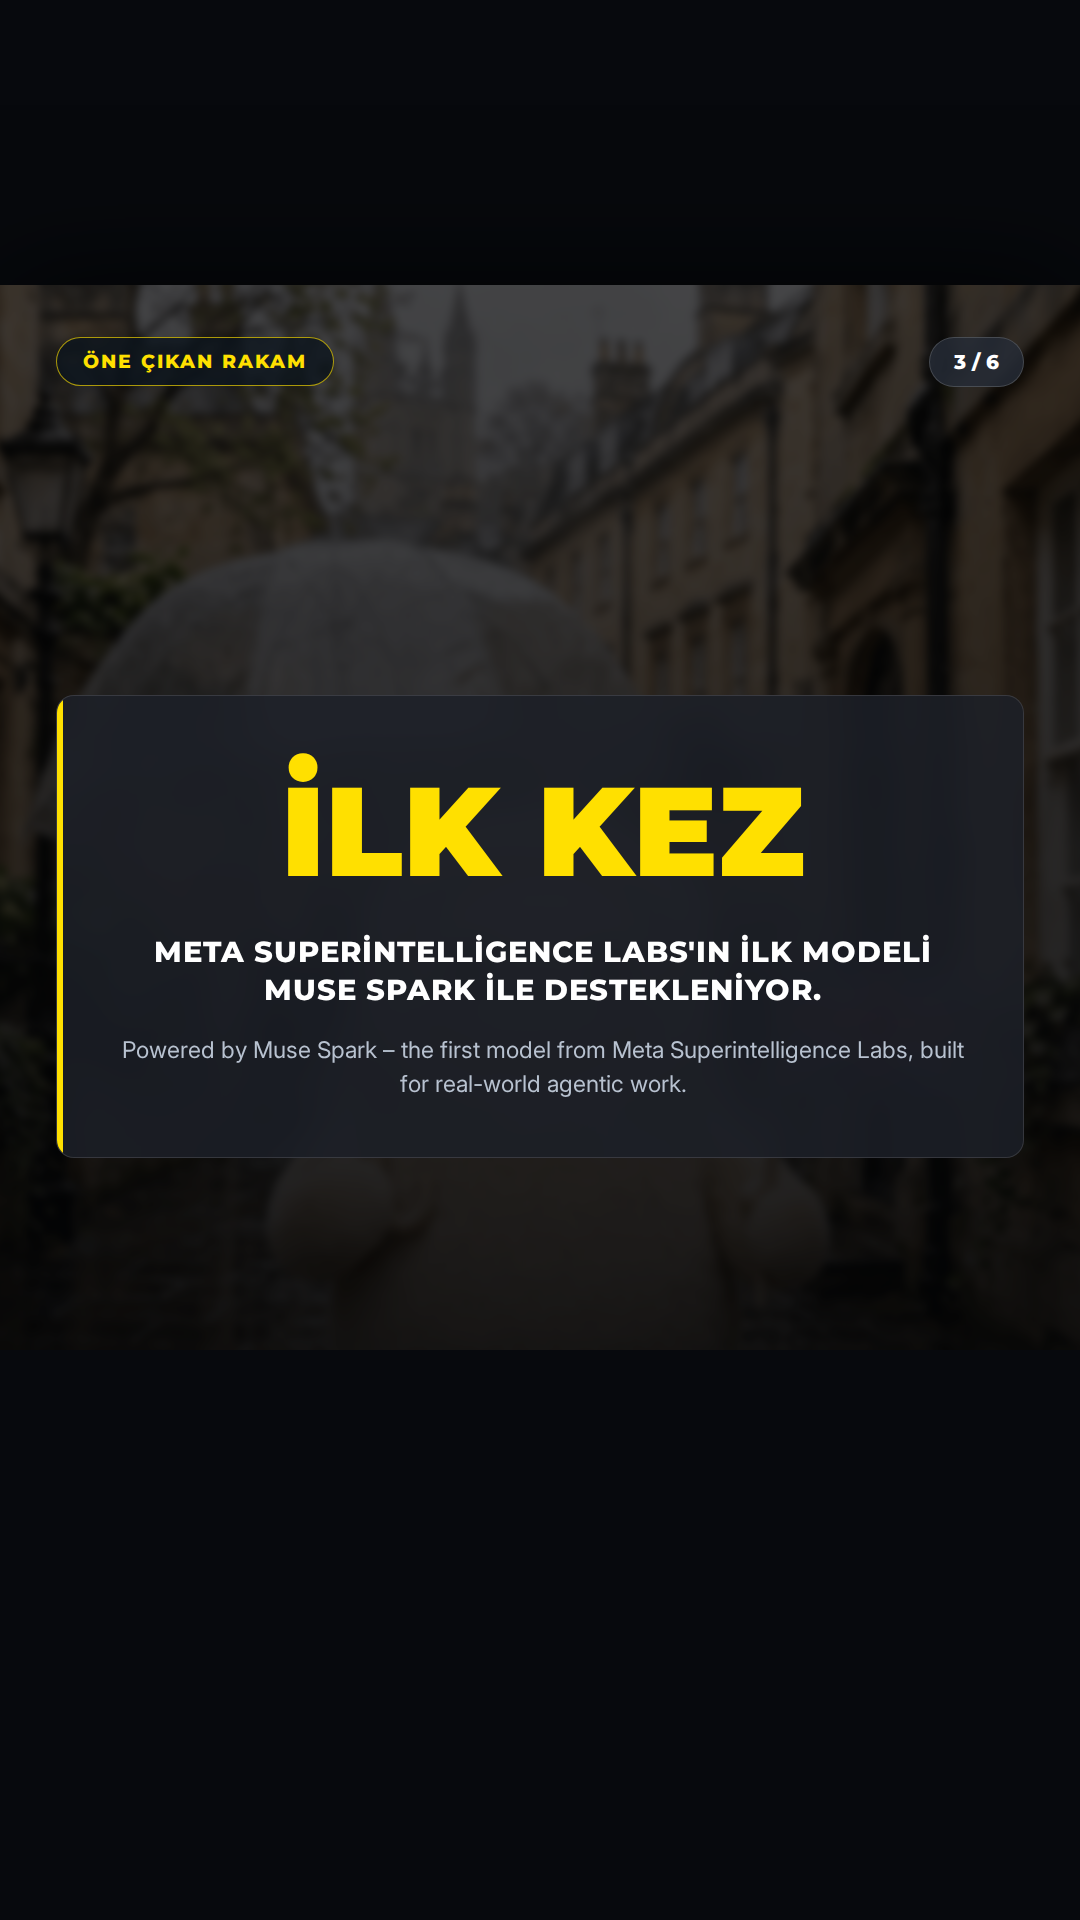 ÖNE ÇIKAN RAKAM
3 / 6
İLK KEZ
META SUPERİNTELLİGENCE LABS'IN İLK MODELİ
MUSE SPARK İLE DESTEKLENİYOR.
Powered by Muse Spark – the first model from Meta Superintelligence Labs, built
for real-world agentic work.